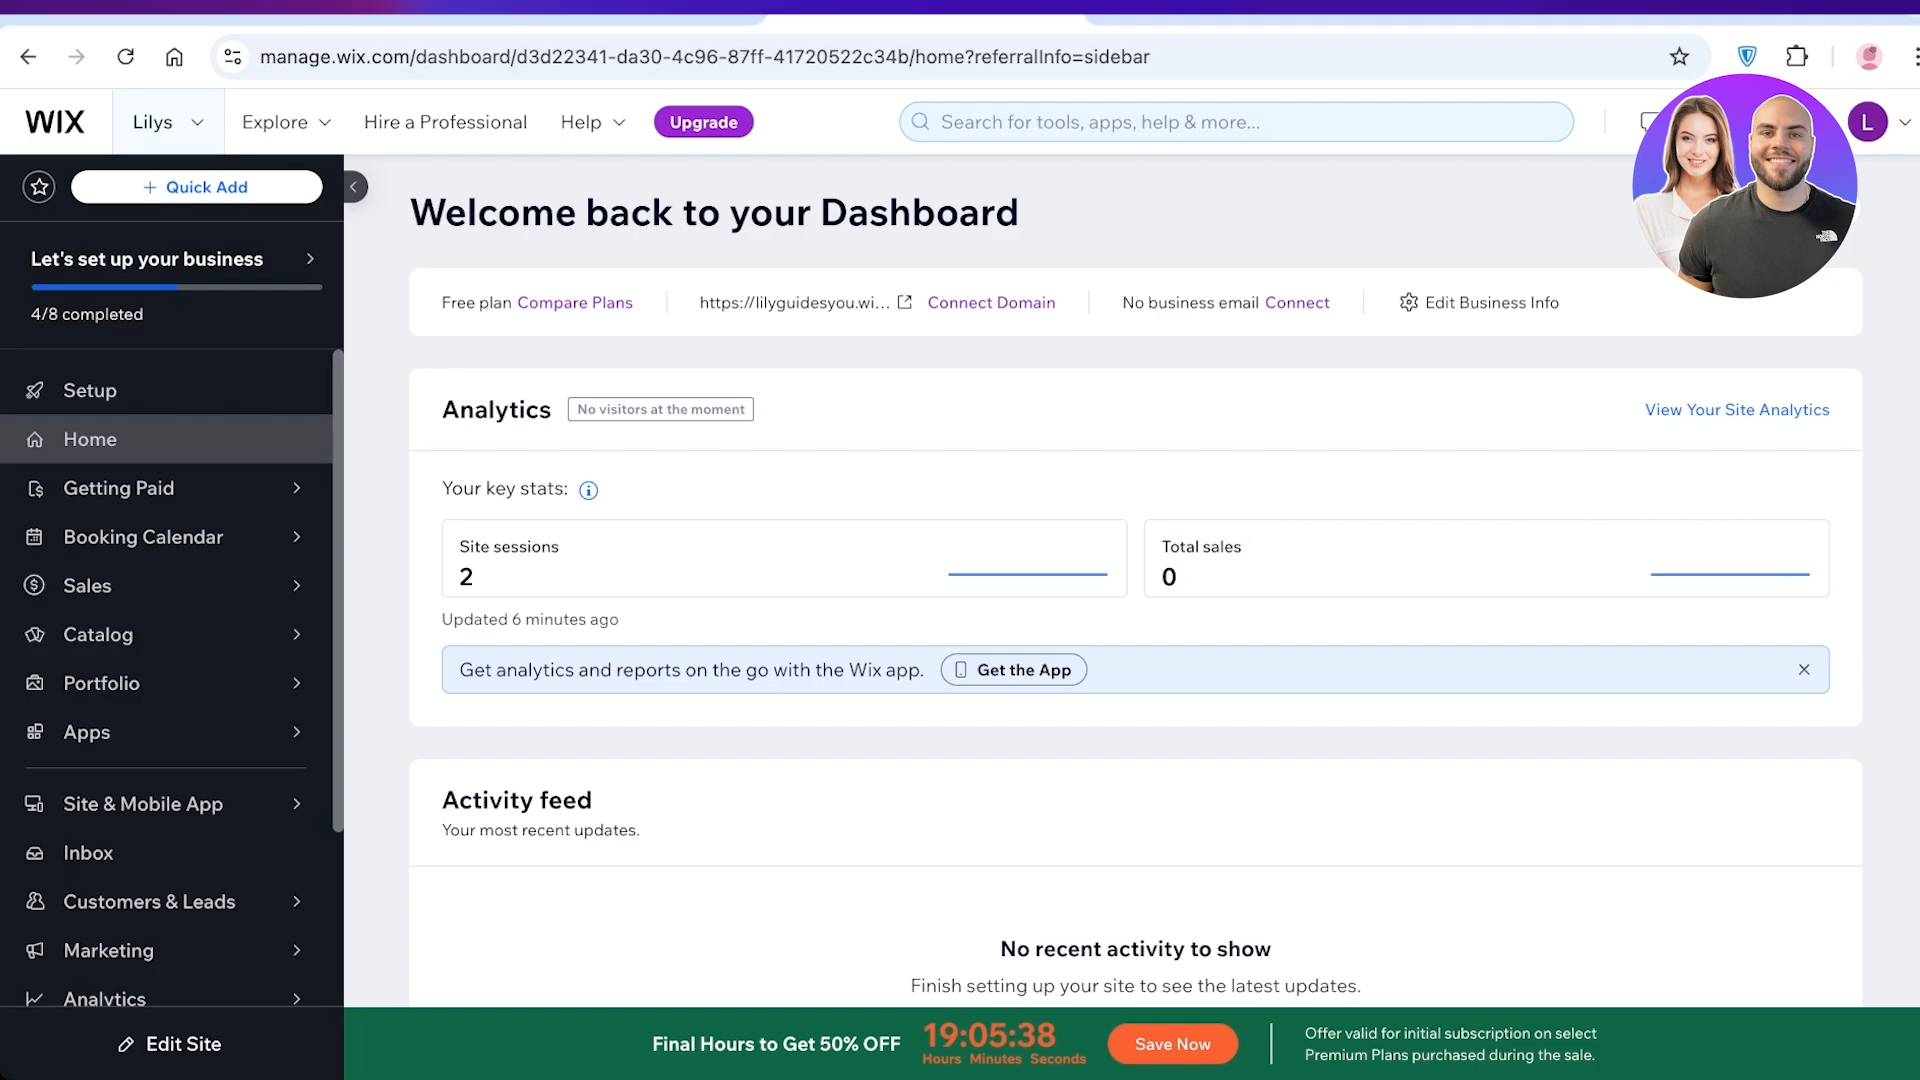 manage.wix.com/dashboard/d3d22341-da30-4c96-87ff-41720522c34b/home?referralInfo=sidebar
WIX
Lilys
Explore
Hire a Professional
Help
Upgrade
Search for tools, apps, help & more...
L
+ Quick Add
Let's set up your business
4/8 completed
Setup
Home
Getting Paid
Booking Calendar
Sales
Catalog
Portfolio
Apps
Site & Mobile App
Inbox
Customers & Leads
Marketing
Analytics
Edit Site
Welcome back to your Dashboard
Free plan Compare Plans
https://lilyguidesyou.wi...
Connect Domain
No business email Connect
Edit Business Info
Analytics
No visitors at the moment
View Your Site Analytics
Your key stats:
Site sessions
2
Total sales
0
Updated 6 minutes ago
Get analytics and reports on the go with the Wix app.
Get the App
Activity feed
Your most recent updates.
No recent activity to show
Finish setting up your site to see the latest updates.
Final Hours to Get 50% OFF
19:05:38
Hours Minutes Seconds
Save Now
Offer valid for initial subscription on select
Premium Plans purchased during the sale.